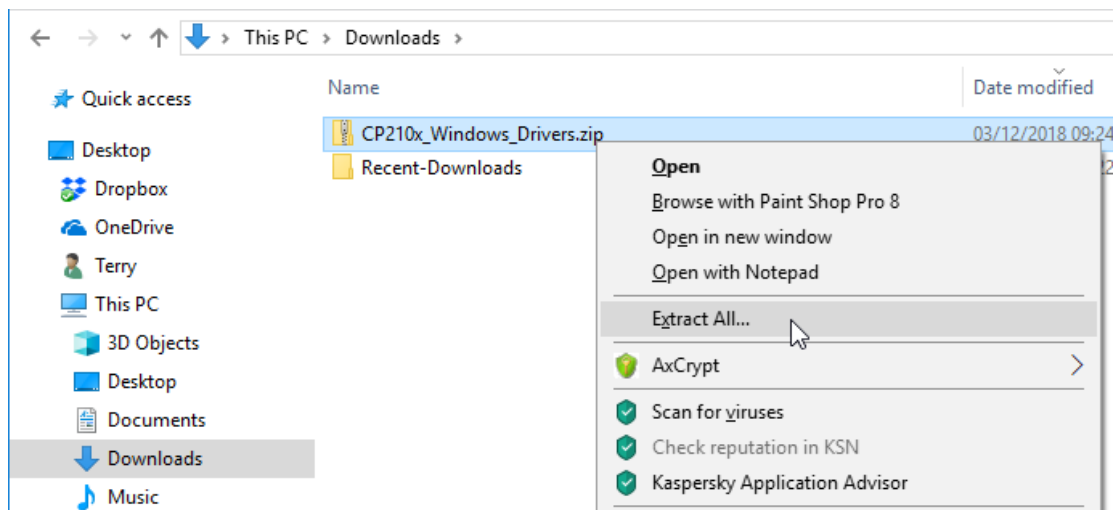 This PC > Downloads >
Name
Date modified
Quick access
Desktop
Dropbox
OneDrive
Terry
This PC
3D Objects
Desktop
Documents
Downloads
Music
CP210x_Windows_Drivers.zip
03/12/2018 09:24
Recent-Downloads
Open
Browse with Paint Shop Pro 8
Open in new window
Open with Notepad
Extract All...
AxCrypt
Scan for viruses
Check reputation in KSN
Kaspersky Application Advisor